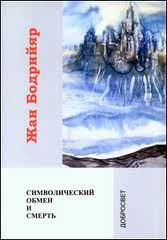 Жан Бодрийяр
СИМВОЛИЧЕСКИЙ
ОБМЕН
И
СМЕРТЬ
ДОБРОСВЕТ